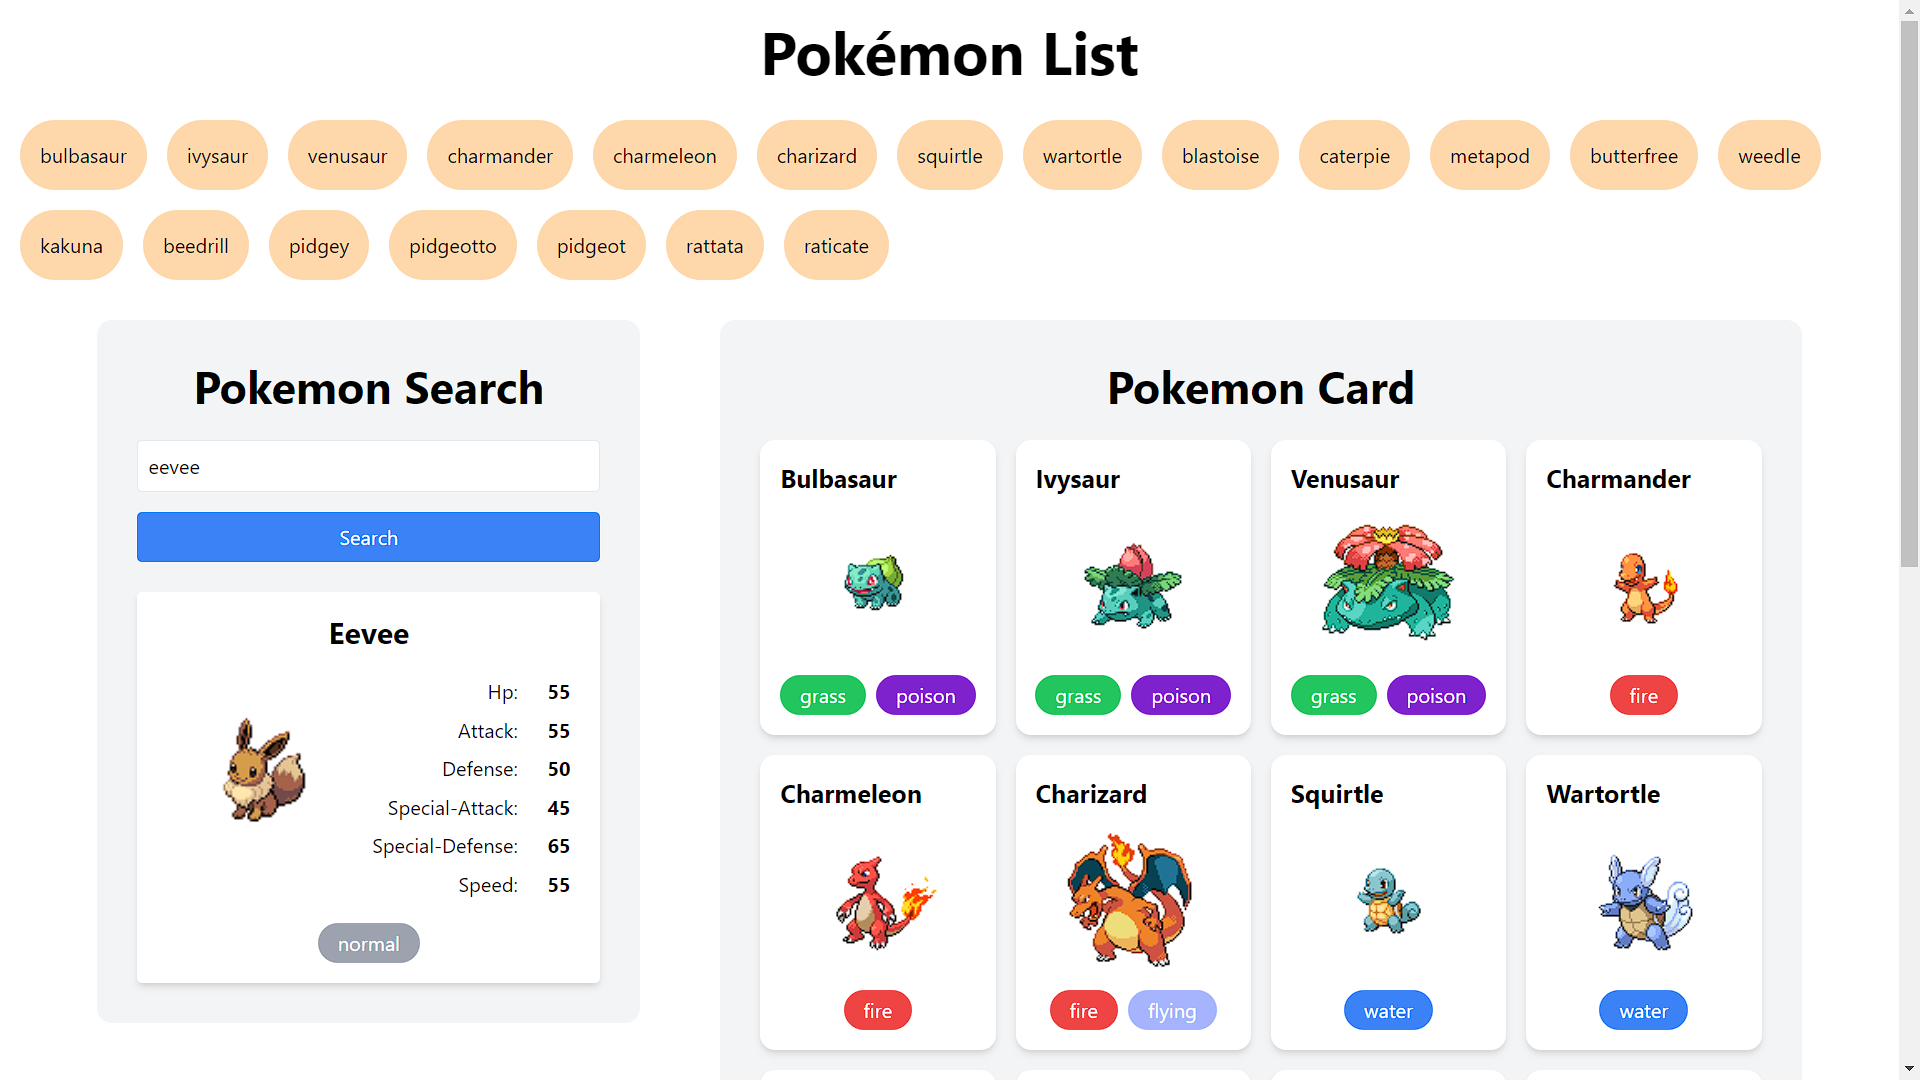 Pokémon List
bulbasaur ivysaur venusaur charmander charmeleon charizard squirtle wartortle blastoise caterpie metapod butterfree weedle
kakuna beedrill pidgey pidgeotto pidgeot rattata raticate
Pokemon Search
eevee
Search
Eevee
Hp: 55
Attack: 55
Defense: 50
Special-Attack: 45
Special-Defense: 65
Speed: 55
normal
Pokemon Card
Bulbasaur Ivysaur Venusaur Charmander
grass poison grass poison grass poison fire
Charmeleon Charizard Squirtle Wartortle
fire fire flying water water